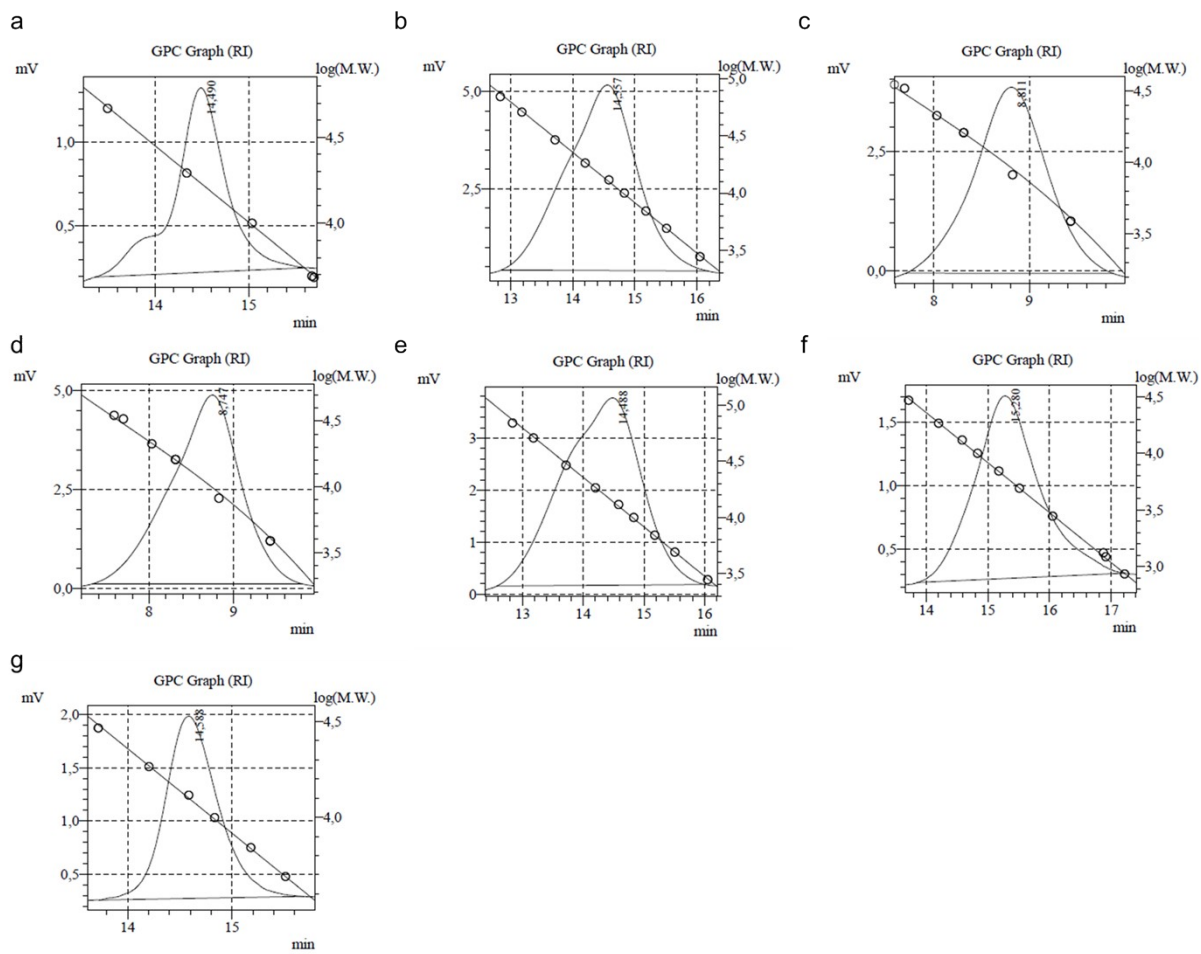 a
GPC Graph (RI)
mV
log(M.W.)
14,490
1,0
0,5
4,5
4,0
14
15
min
b
GPC Graph (RI)
mV
log(M.W.)
14,557
5,0
2,5
5,0
4,5
4,0
3,5
13
14
15
16
min
c
GPC Graph (RI)
mV
log(M.W.)
8,811
2,5
0,0
4,5
4,0
3,5
8
9
min
d
GPC Graph (RI)
mV
log(M.W.)
8,747
5,0
2,5
0,0
4,5
4,0
3,5
8
9
min
e
GPC Graph (RI)
mV
log(M.W.)
14,488
3
2
1
0
5,0
4,5
4,0
3,5
13
14
15
16
min
f
GPC Graph (RI)
mV
log(M.W.)
15,280
1,5
1,0
0,5
4,5
4,0
3,5
3,0
14
15
16
17
min
g
GPC Graph (RI)
mV
log(M.W.)
14,588
2,0
1,5
1,0
0,5
4,5
4,0
14
15
min